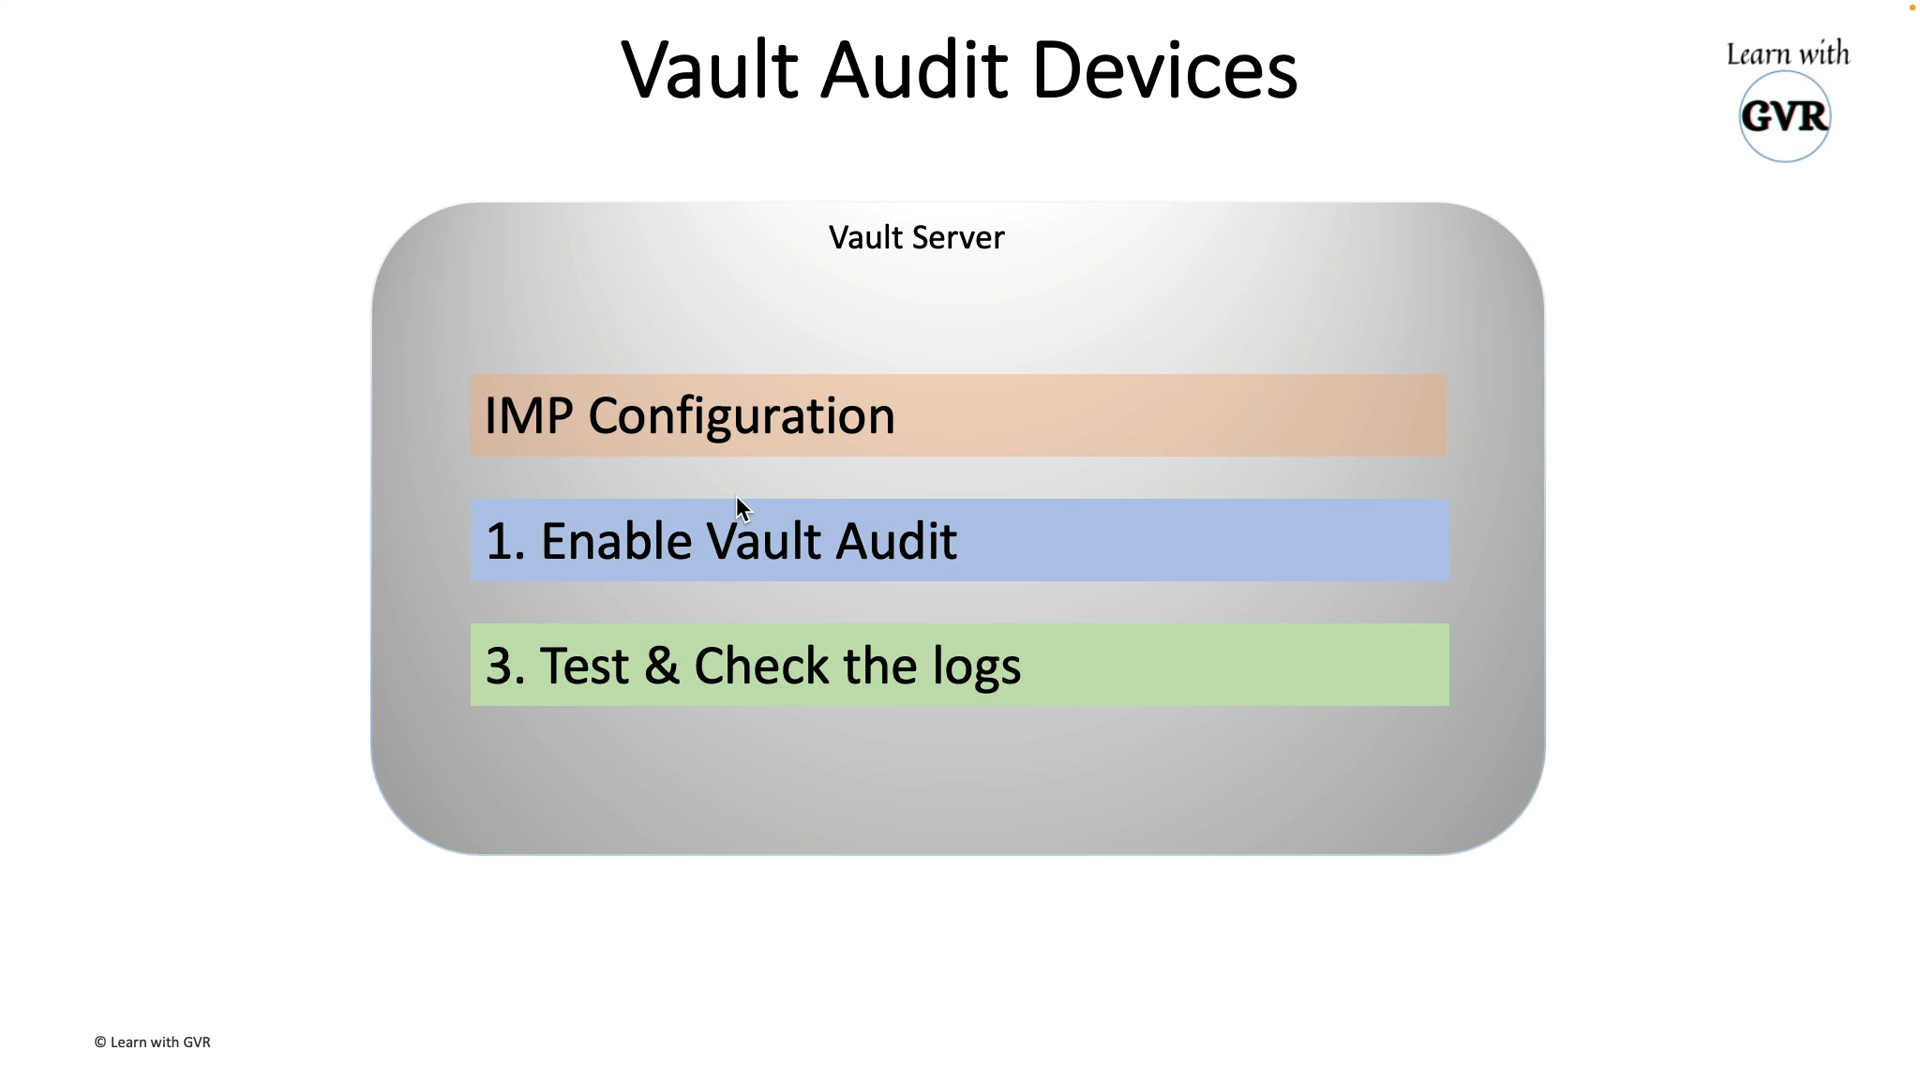 Vault Audit Devices
Learn with
GVR
Vault Server
IMP Configuration
1. Enable Vault Audit
3. Test & Check the logs
© Learn with GVR